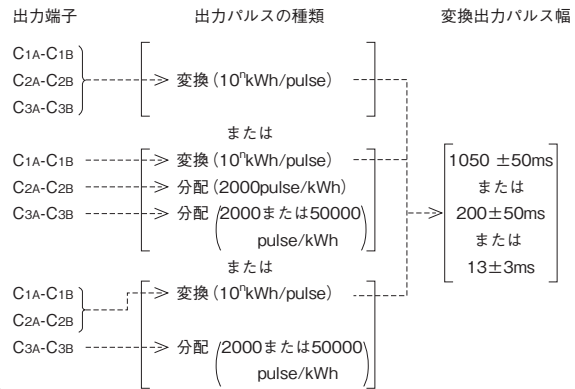 出力端子 出力パルスの種類 変換出力パルス幅
C1A-C1B
C2A-C2B 変換(10ⁿkWh/pulse)
C3A-C3B
または
C1A-C1B 変換(10ⁿkWh/pulse)
C2A-C2B 分配(2000pulse/kWh)
C3A-C3B 分配(2000または50000
pulse/kWh)
または
C1A-C1B 変換(10ⁿkWh/pulse)
C2A-C2B
C3A-C3B 分配(2000または50000
pulse/kWh)
1050 ±50ms
または
200±50ms
または
13±3ms